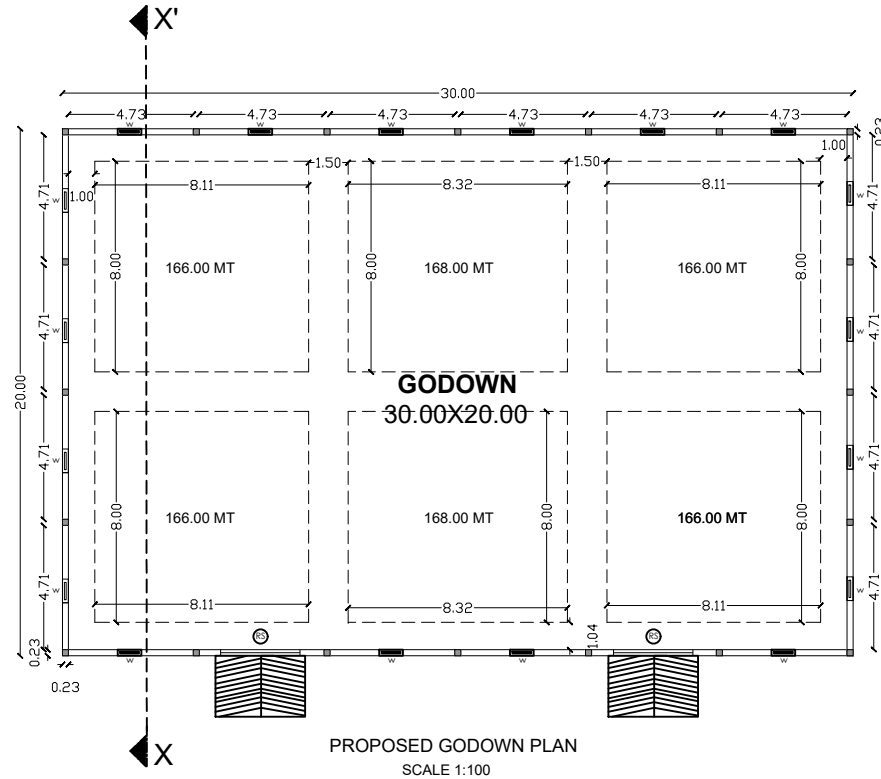 X'
30.00
4.73 4.73 4.73 4.73 4.73 4.73
W W W W W W
0.23
1.50 1.50 1.00
8.11 8.32 8.11
4.71 W 1.00 W 4.71
8.00 8.00 8.00
166.00 MT 168.00 MT 166.00 MT
4.71 W W 4.71
20.00
GODOWN
30.00X20.00
4.71 W W 4.71
8.00 8.00 8.00
166.00 MT 168.00 MT 166.00 MT
4.71 W W 4.71
8.11 8.32 8.11
RS RS
0.23 1.04
W W W W
0.23
X
PROPOSED GODOWN PLAN
SCALE 1:100